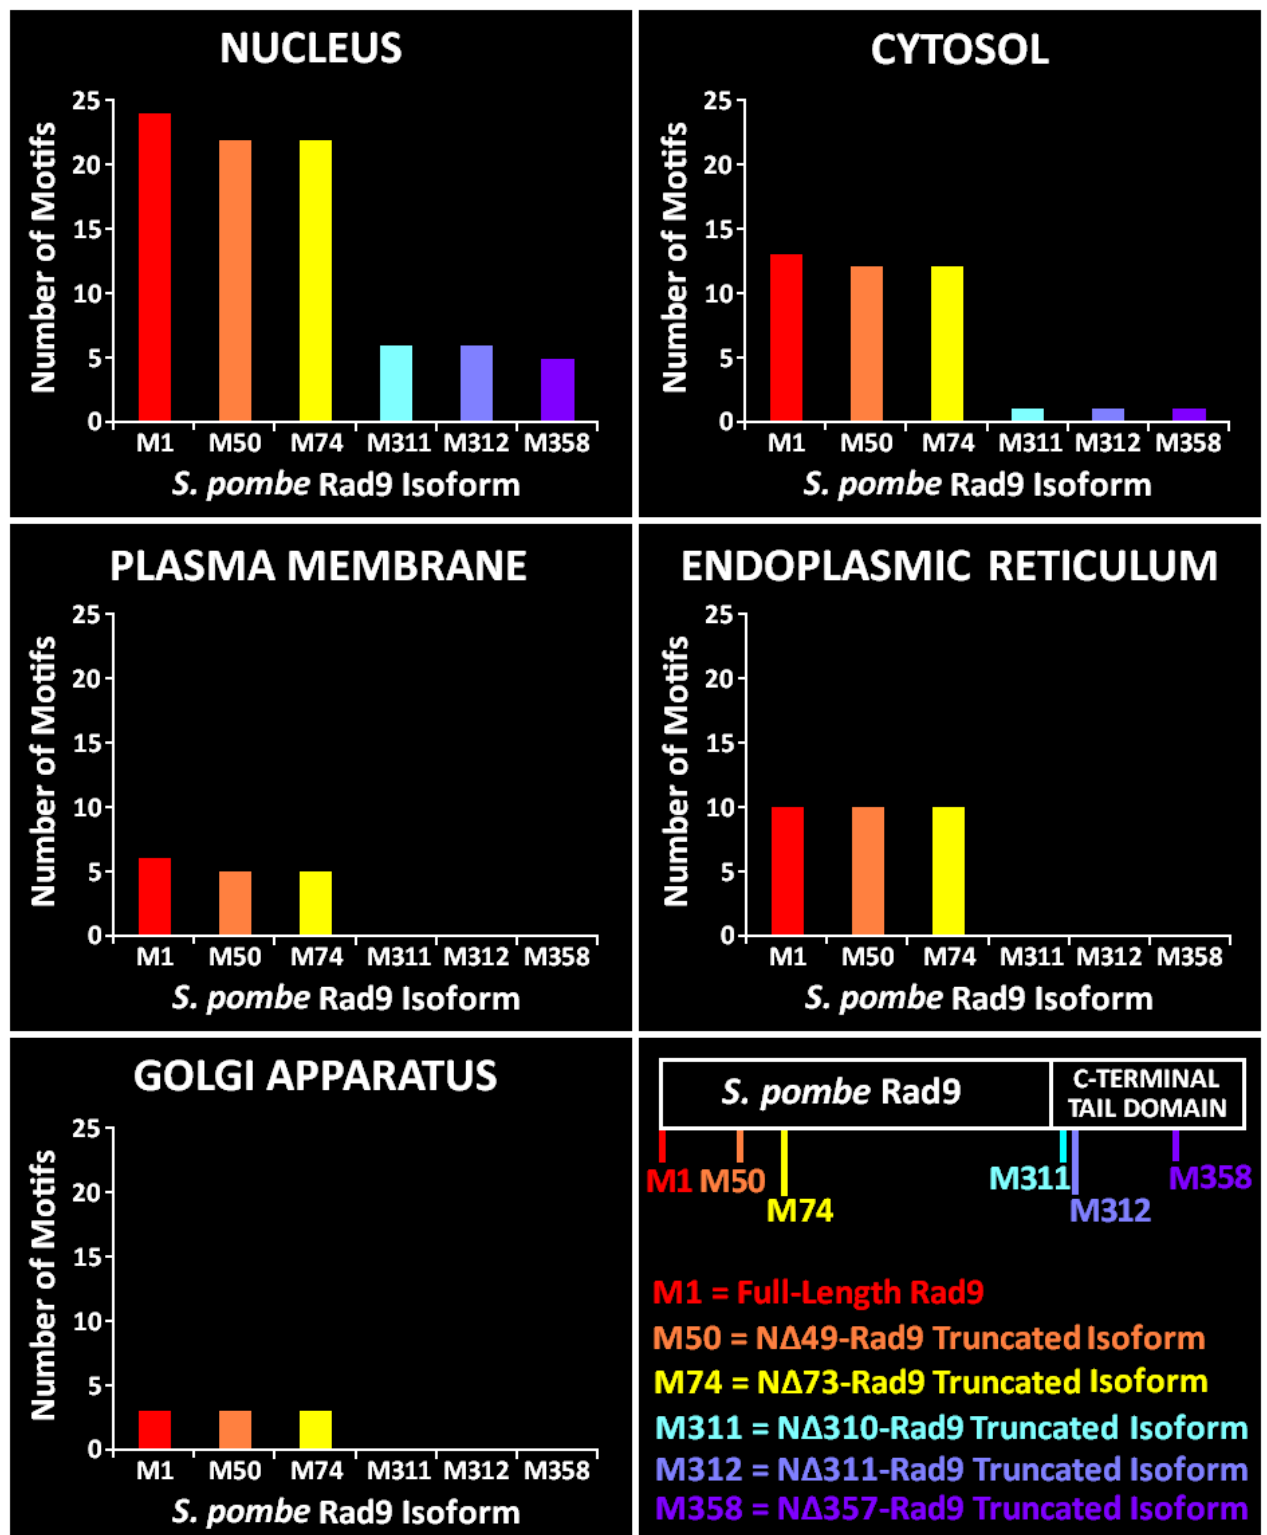 NUCLEUS
Number of Motifs
25
20
15
10
5
0
M1 M50 M74 M311 M312 M358
S. pombe Rad9 Isoform
CYTOSOL
Number of Motifs
25
20
15
10
5
0
M1 M50 M74 M311 M312 M358
S. pombe Rad9 Isoform
PLASMA MEMBRANE
Number of Motifs
25
20
15
10
5
0
M1 M50 M74 M311 M312 M358
S. pombe Rad9 Isoform
ENDOPLASMIC RETICULUM
Number of Motifs
25
20
15
10
5
0
M1 M50 M74 M311 M312 M358
S. pombe Rad9 Isoform
GOLGI APPARATUS
Number of Motifs
25
20
15
10
5
0
M1 M50 M74 M311 M312 M358
S. pombe Rad9 Isoform
S. pombe Rad9
C-TERMINAL
TAIL DOMAIN
M1 M50 M311 M358
M74 M312
M1 = Full-Length Rad9
M50 = NΔ49-Rad9 Truncated Isoform
M74 = NΔ73-Rad9 Truncated Isoform
M311 = NΔ310-Rad9 Truncated Isoform
M312 = NΔ311-Rad9 Truncated Isoform
M358 = NΔ357-Rad9 Truncated Isoform